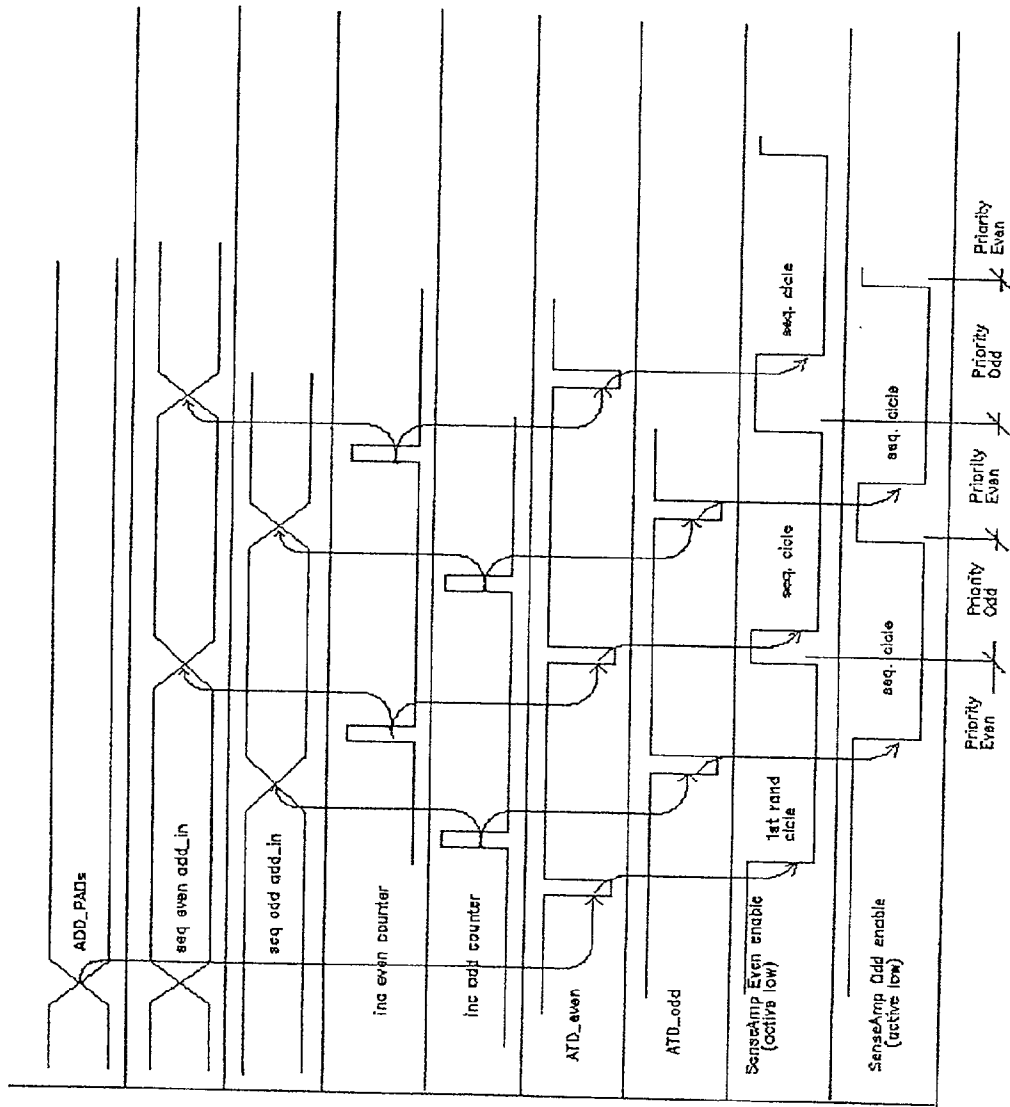 ADD_PADs
seq even add_in
seq odd add_in
inc even counter
inc odd counter
ATD_even
ATD_odd
SenseAmp Even enable
(active low)
1st rand
cicle
seq. cicle
seq. cicle
SenseAmp Odd enable
(active low)
seq. cicle
seq. cicle
Priority
Even
Priority
Odd
Priority
Even
Priority
Odd
Priority
Even